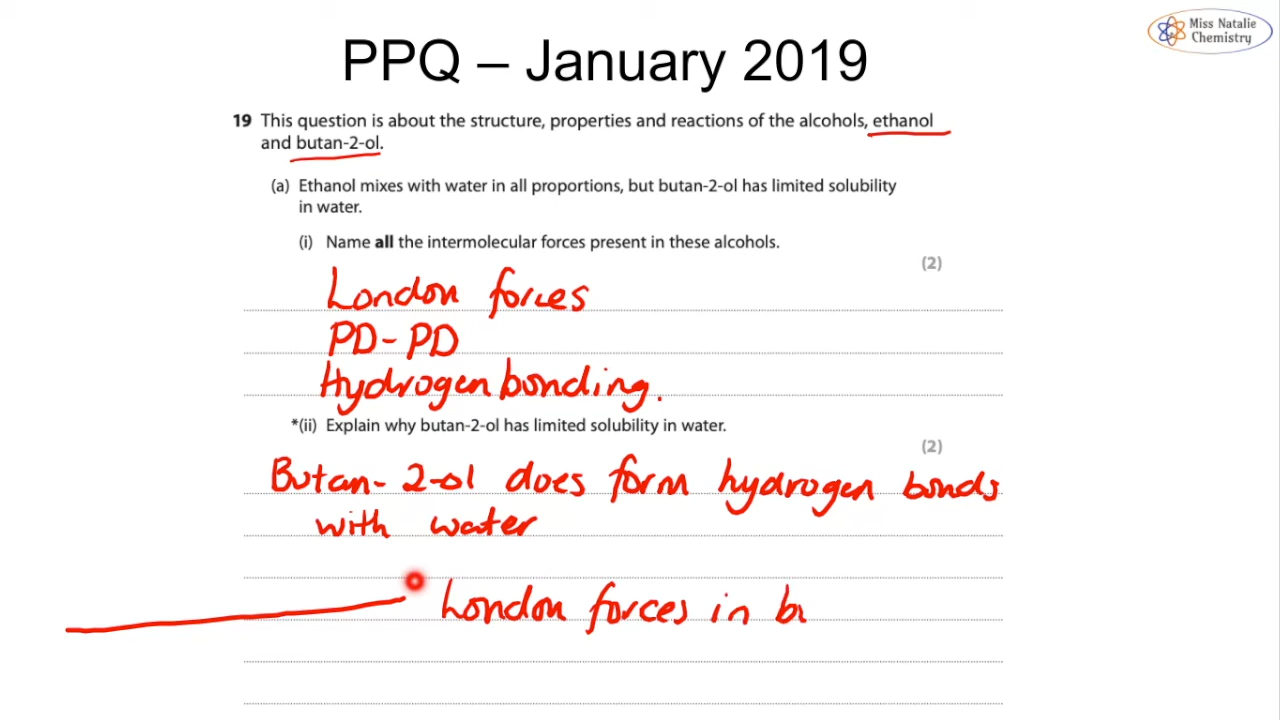 Miss Natalie
Chemistry
PPQ – January 2019
19 This question is about the structure, properties and reactions of the alcohols, ethanol
and butan-2-ol.
(a) Ethanol mixes with water in all proportions, but butan-2-ol has limited solubility
in water.
(i) Name all the intermolecular forces present in these alcohols.
(2)
London forces
PD-PD
Hydrogen bonding.
*(ii) Explain why butan-2-ol has limited solubility in water.
(2)
Butan-2-ol does form hydrogen bonds
with water
London forces in bu